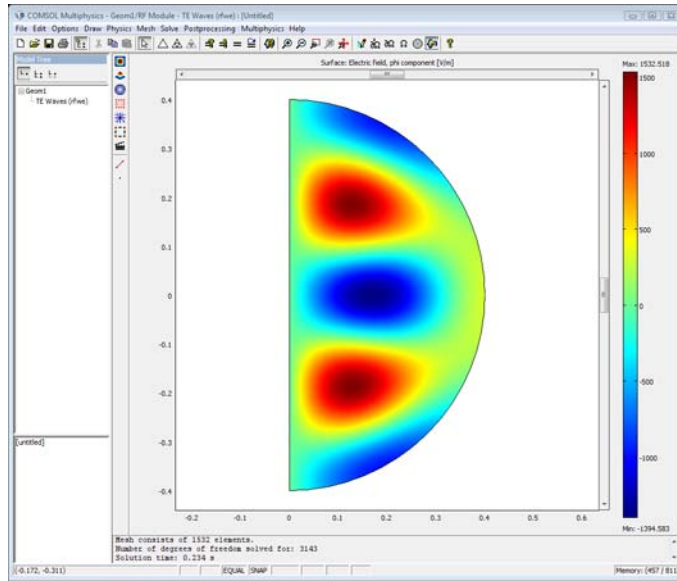 COMSOL Multiphysics - Geom1/RF Module - TE Waves (rfwe) : [Untitled]
File Edit Options Draw Physics Mesh Solve Postprocessing Multiphysics Help
Model Tree
Surface: Electric field, phi component [V/m]
Max: 1532.518
Geom1
TE Waves (rfwe)
0.4
0.3
0.2
0.1
0
-0.1
-0.2
-0.3
-0.4
-0.2 -0.1 0 0.1 0.2 0.3 0.4 0.5 0.6
1500
1000
500
0
-500
-1000
Min: -1394.583
[untitled]
Mesh consists of 1532 elements.
Number of degrees of freedom solved for: 3143
Solution time: 0.234 s
(-0.172, -0.311)
EQUAL SNAP
Memory: (457 / 811